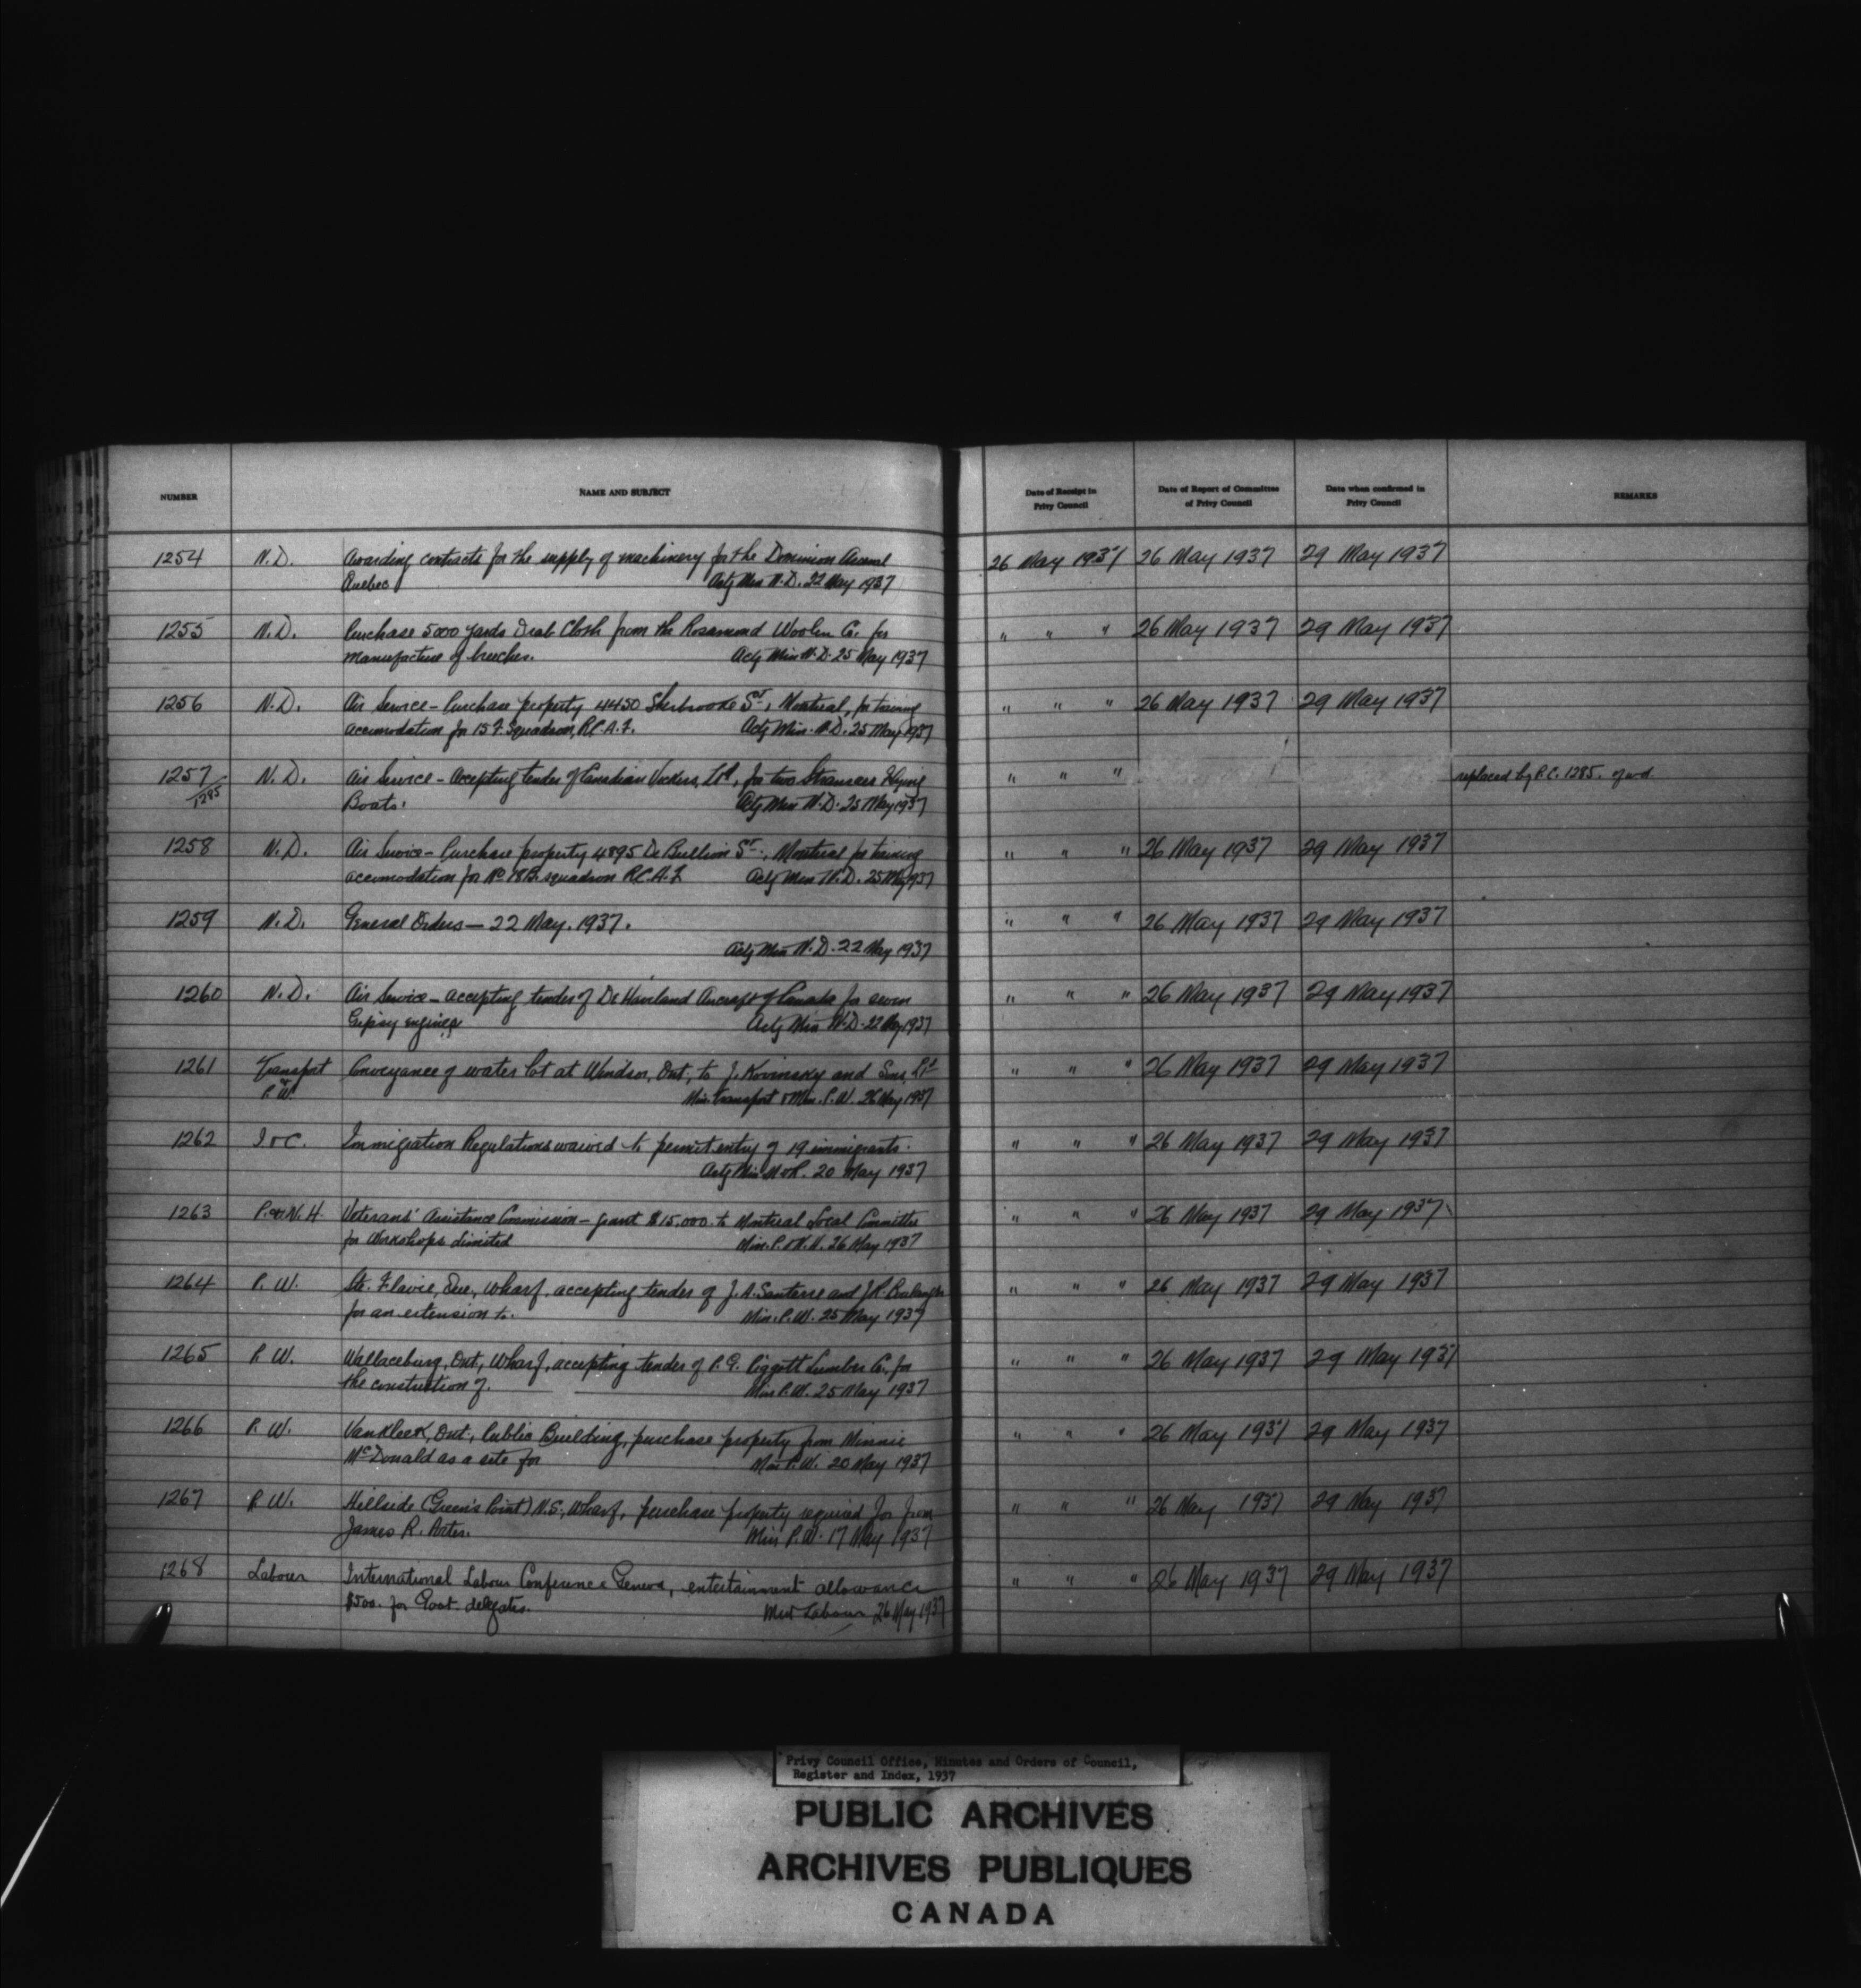 NUMBER NAME AND SUBJECT Date of Receipt in Privy Council Date of Report of Committee of Privy Council Date when confirmed in Privy Council REMARKS
1254 N.D. Awarding contracts for the supply of machinery for the Dominion Arsenal 26 May 1937 26 May 1937 29 May 1937
Quebec Actg Min N.D. 22 May 1937
1255 N.D. Purchase 5000 yards Drab Cloth from the Rosamond Woolen Co. for " " " 26 May 1937 29 May 1937
manufacture of breeches. Actg Min N.D. 25 May 1937
1256 N.D. Air Service - Purchase property 4450 Sherbrooke St, Montreal, for training " " " 26 May 1937 29 May 1937
accomodation for 15 F. Squadron, R.C.A.F. Actg Min. N.D. 25 May 1937
1257 N.D. Air Service - Accepting tender of Canadian Vickers, Ltd, for two Stranraer Flying " " " replaced by P.C. 1285.
/1285 Boats. Actg Min N.D. 25 May 1937
1258 N.D. Air Service - Purchase property 4895 De Bullion St., Montreal for training " " " 26 May 1937 29 May 1937
accomodation for No 18 B. squadron R.C.A.F. Actg Min N.D. 25 May 1937
1259 N.D. General Orders — 22 May. 1937. " " " 26 May 1937 29 May 1937
Actg Min N.D. 22 May 1937
1260 N.D. Air Service - accepting tender of De Haviland Aircraft of Canada for seven " " " 26 May 1937 29 May 1937
Gipsy engines Actg Min N.D. 22 May 1937
1261 Transport Conveyance of water lot at Windsor, Ont., to J. Kovinsky and Sons, Ltd " " " 26 May 1937 29 May 1937
& P.W. Min. Transport & Min. P.W. 26 May 1937
1262 I & C. Immigration Regulations waived to permit entry of 19 immigrants. " " " 26 May 1937 29 May 1937
Actg Min M & R. 20 May 1937
1263 P. & N.H. Veterans' Assistance Commission - grant $15,000. to Montreal Local Committee " " " 26 May 1937 29 May 1937
for Workshops limited Min. P. & N.H. 26 May 1937
1264 P.W. Ste. Flavie, Que., Wharf, accepting tender of J.A. Santerre and J.R. " " " 26 May 1937 29 May 1937
for an extension to. Min. P.W. 25 May 1937
1265 P.W. Wallaceburg, Ont., Wharf, accepting tender of P.G. Piggott Lumber Co. for " " " 26 May 1937 29 May 1937
the construction of. Min P.W. 25 May 1937
1266 P.W. Vankleek, Ont., Public Building, purchase property from Minnie " " " 26 May 1937 29 May 1937
McDonald as a site for Min P.W. 20 May 1937
1267 P.W. Hillside (Green's Point) N.S., Wharf, purchase property required for from " " " 26 May 1937 29 May 1937
James R. Min P.W. 17 May 1937
1268 Labour International Labour Conference Geneva, entertainment allowance " " " 26 May 1937 29 May 1937
$500. for Govt. delegates. Min Labour 26 May 1937
Privy Council Office, Minutes and Orders of Council,
Register and Index, 1937
PUBLIC ARCHIVES
ARCHIVES PUBLIQUES
CANADA